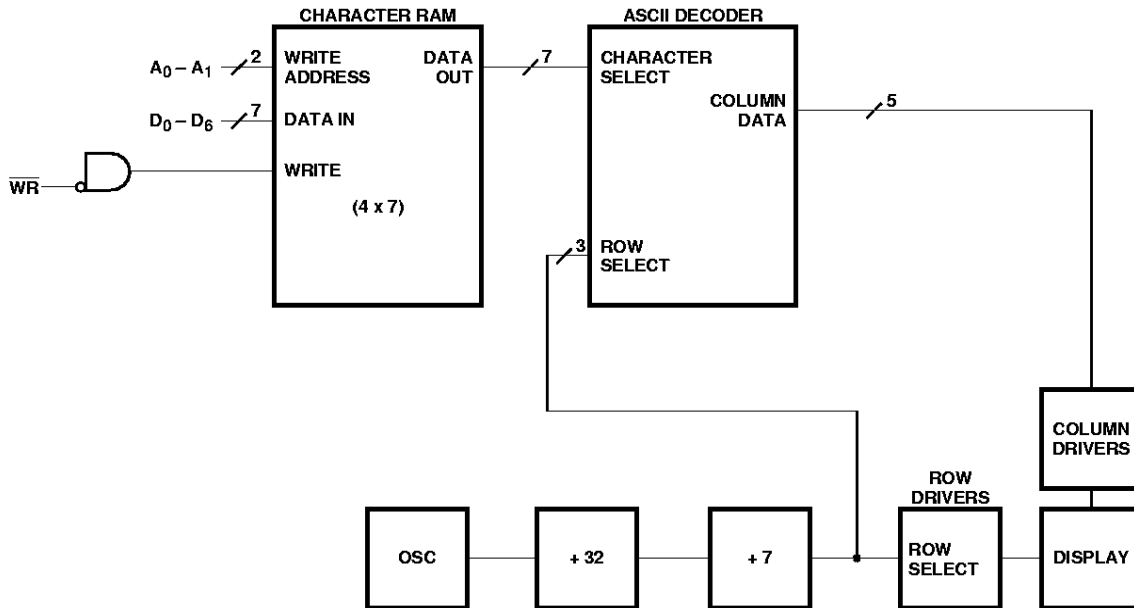 CHARACTER RAM
ASCII DECODER
A0 – A1
2
WRITE
ADDRESS
DATA
OUT
7
CHARACTER
SELECT
D0 – D6
7
DATA IN
COLUMN
DATA
5
WR
WRITE
(4 x 7)
3
ROW
SELECT
COLUMN
DRIVERS
ROW
DRIVERS
OSC
+ 32
+ 7
ROW
SELECT
DISPLAY